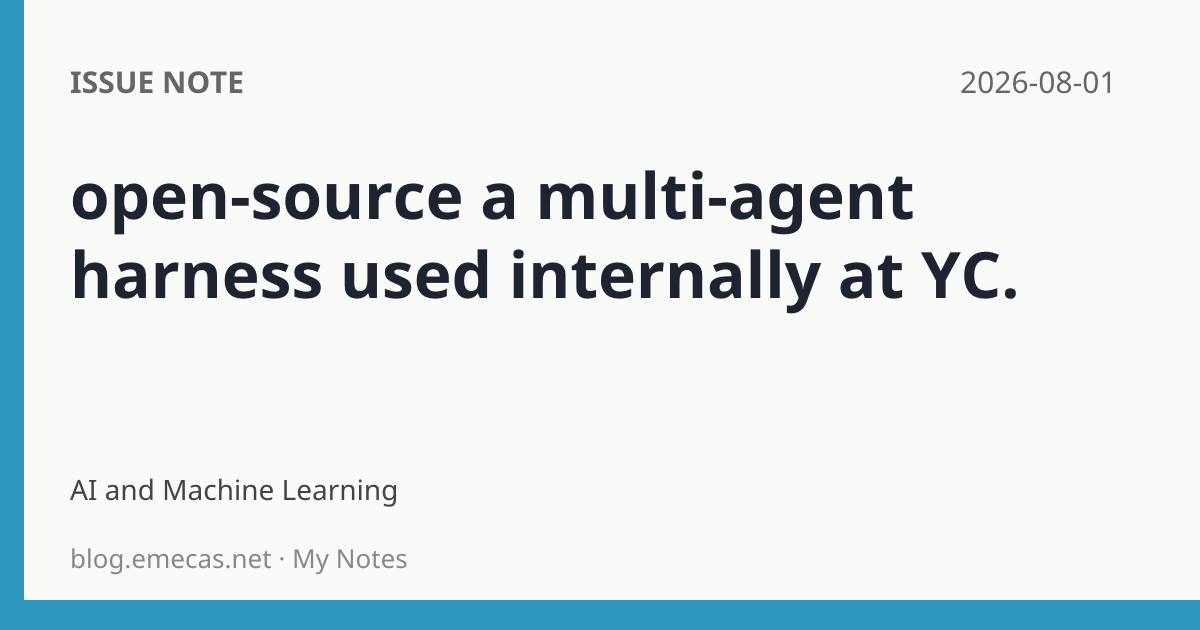 ISSUE NOTE
2026-08-01
open-source a multi-agent
harness used internally at YC.
AI and Machine Learning
blog.emecas.net · My Notes